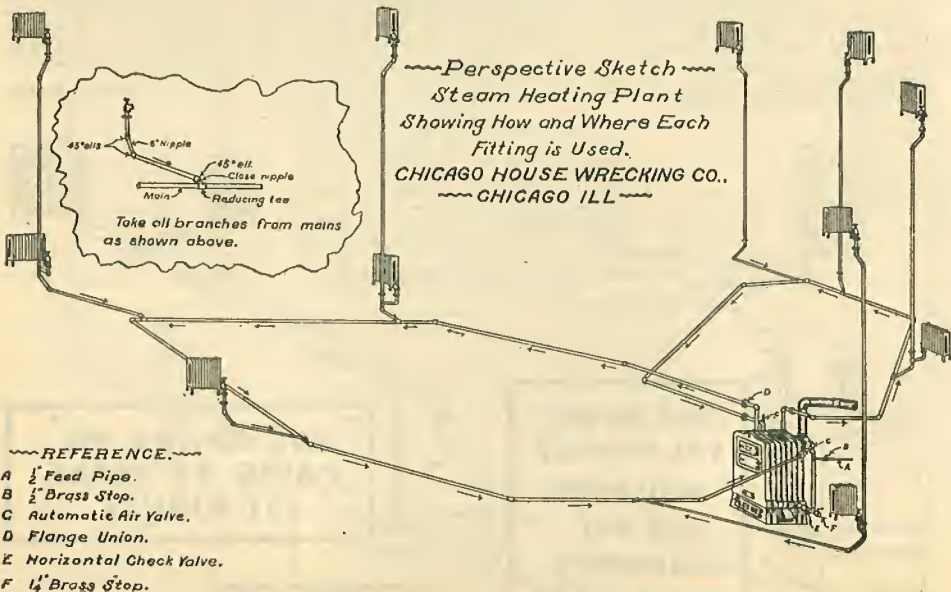 Perspective Sketch
Steam Heating Plant
Showing How and Where Each
Fitting is Used.
CHICAGO HOUSE WRECKING CO.,
CHICAGO ILL
45° ells
6" Nipple
45° ell.
Close nipple
Main
Reducing tee
Take all branches from mains
as shown above.
D
C
C
B
A
E
F
REFERENCE.
A ½" Feed Pipe.
B ½" Brass Stop.
C Automatic Air Valve.
D Flange Union.
E Horizontal Check Valve.
F 1¼" Brass Stop.